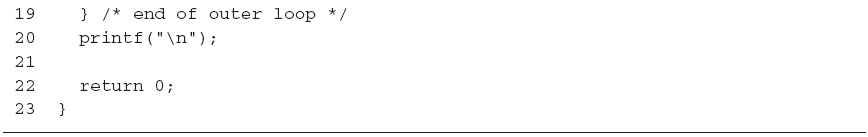 19    } /* end of outer loop */
20    printf("\n");
21
22    return 0;
23  }